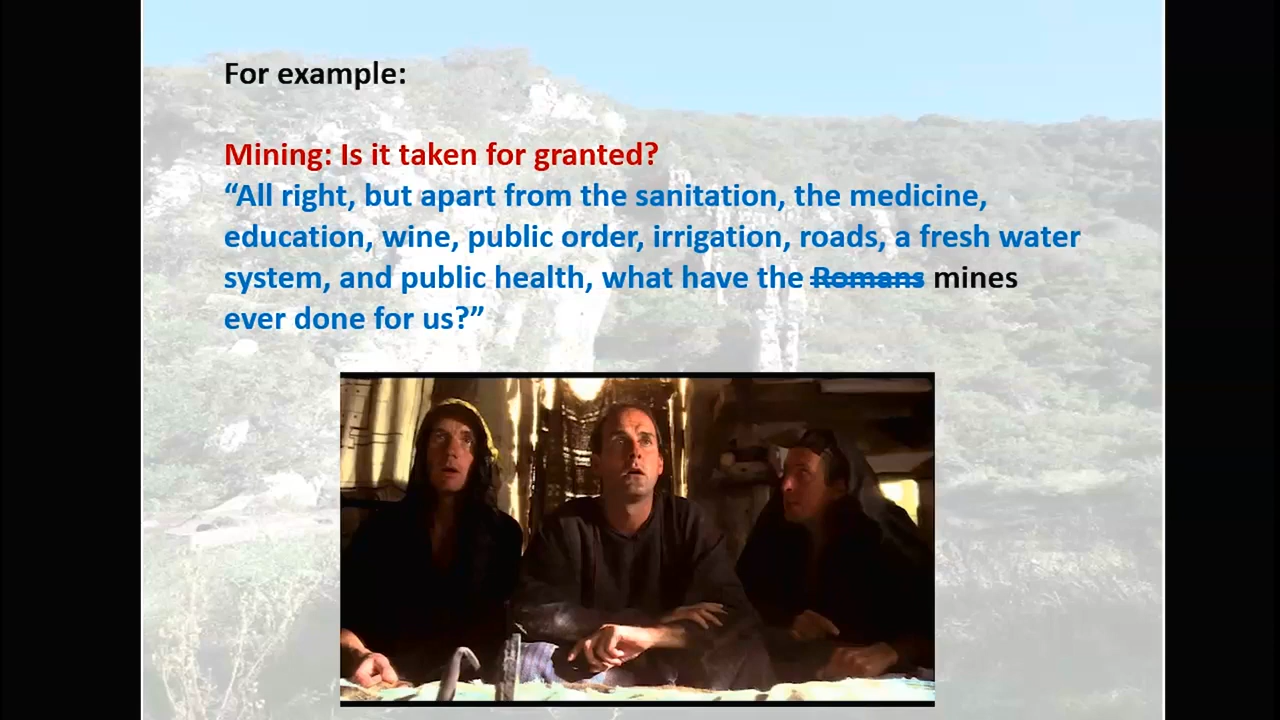 For example:
Mining: Is it taken for granted?
“All right, but apart from the sanitation, the medicine,
education, wine, public order, irrigation, roads, a fresh water
system, and public health, what have the Romans mines
ever done for us?”